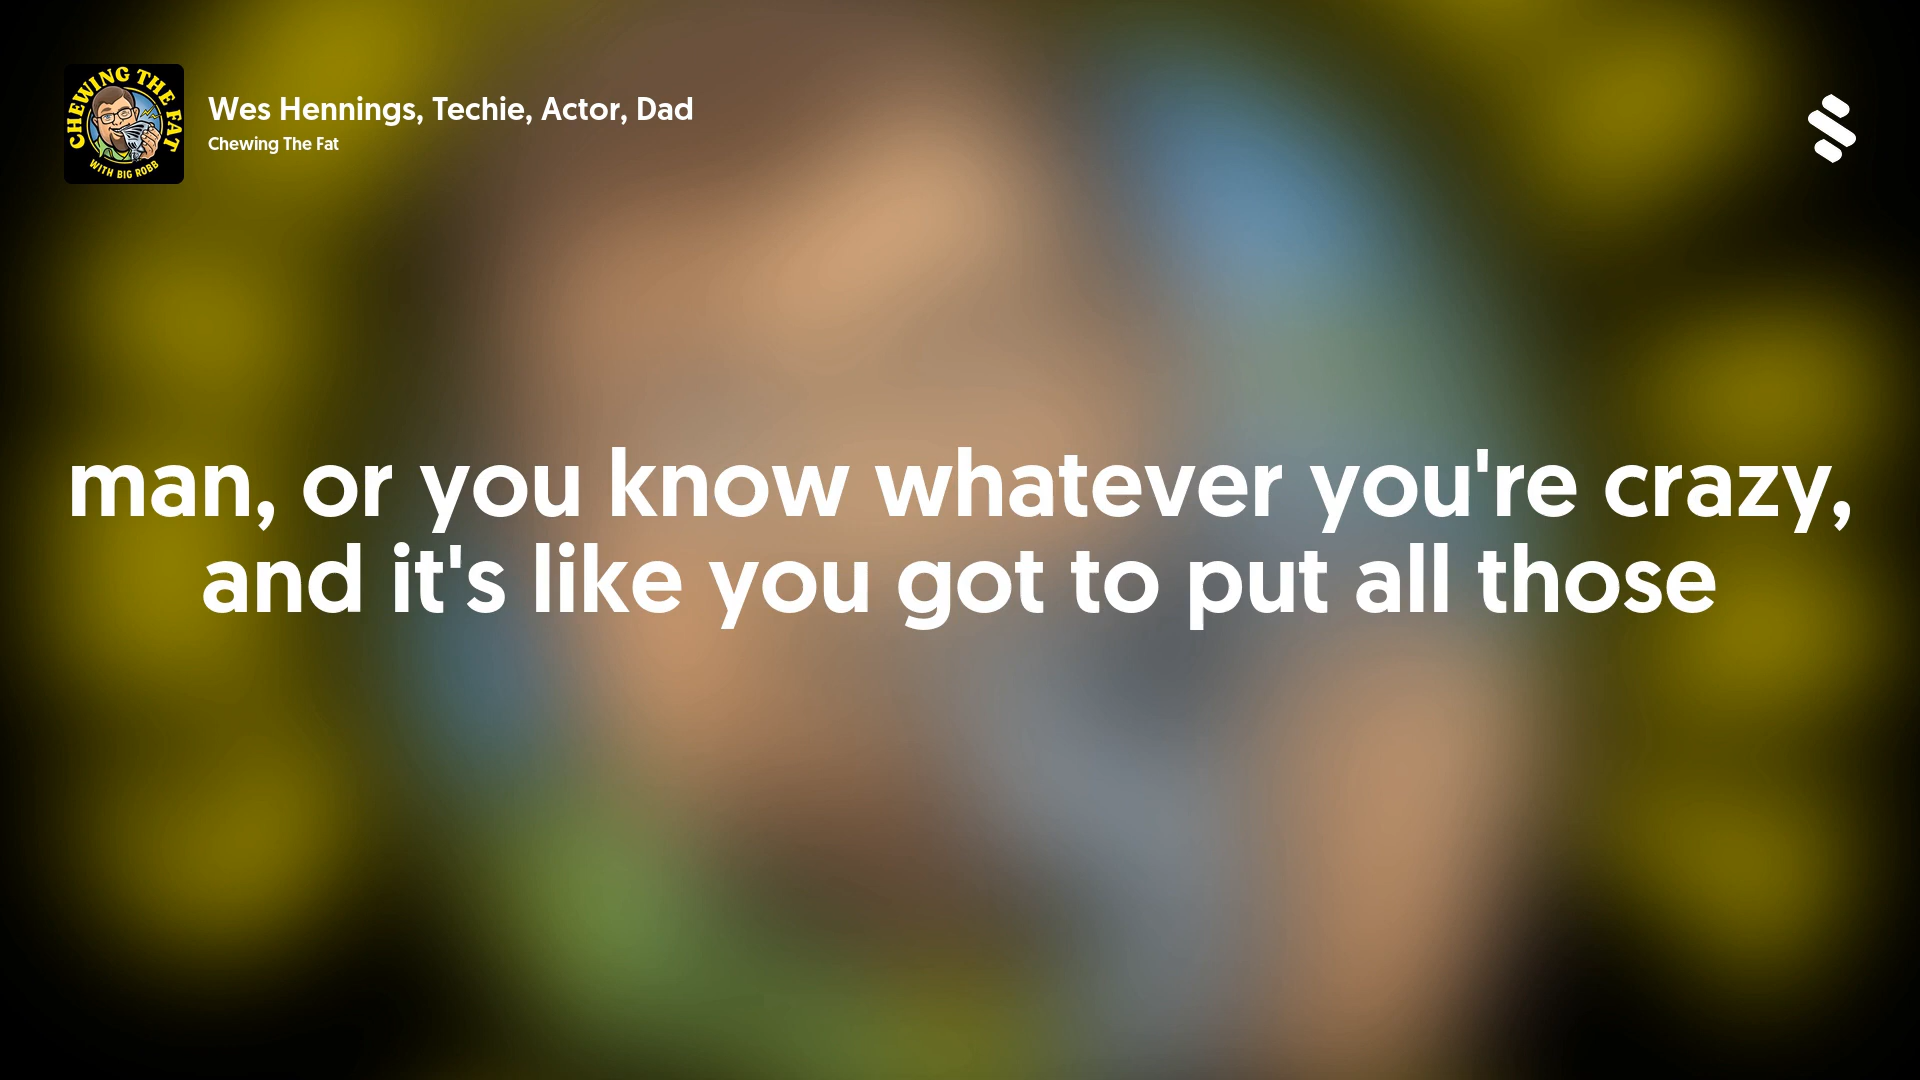 CHEWING THE FAT
WITH BIG ROBB
Wes Hennings, Techie, Actor, Dad
Chewing The Fat
man, or you know whatever you're crazy,
and it's like you got to put all those